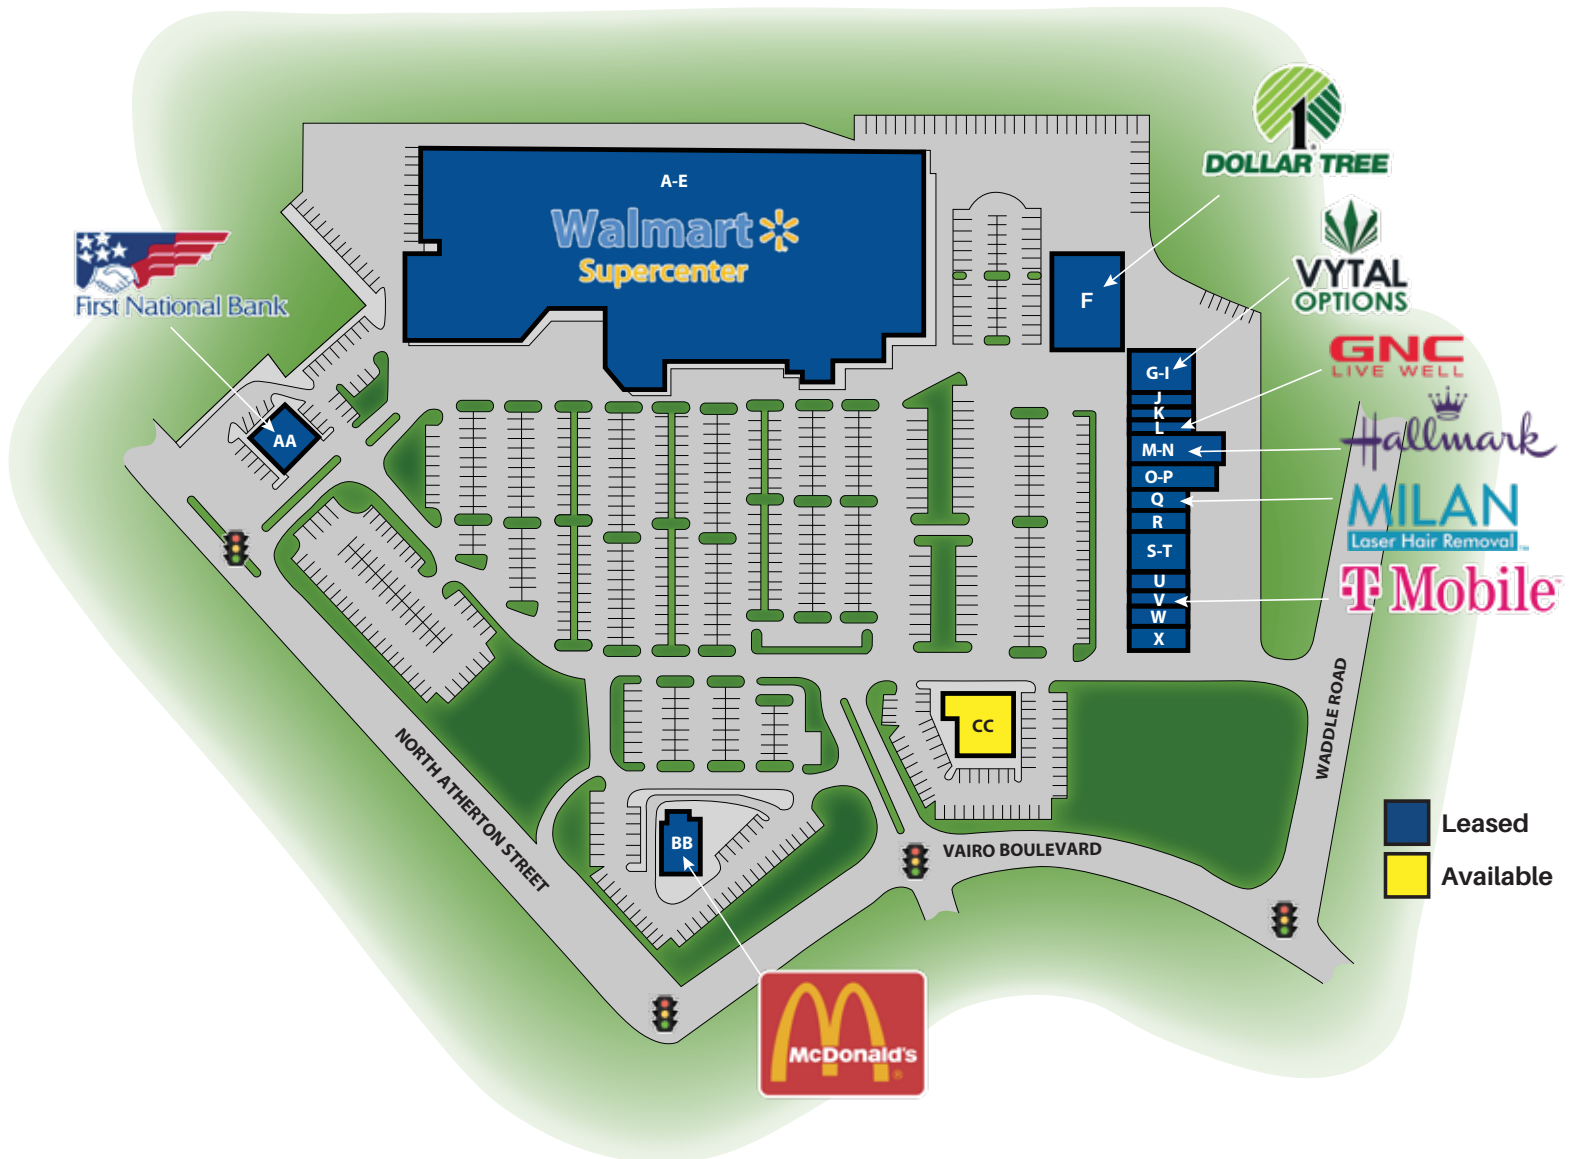 DOLLAR TREE
1
A-E
Walmart
Supercenter
VYTAL
OPTIONS
First National Bank
F
GNC
LIVE WELL
G-I
J
K
L
Hallmark
AA
M-N
O-P
Q
MILAN
Laser Hair Removal
R
S-T
T Mobile
U
V
W
X
WADDLE ROAD
CC
NORTH ATHERTON STREET
Leased
BB
VAIRO BOULEVARD
Available
McDonald's